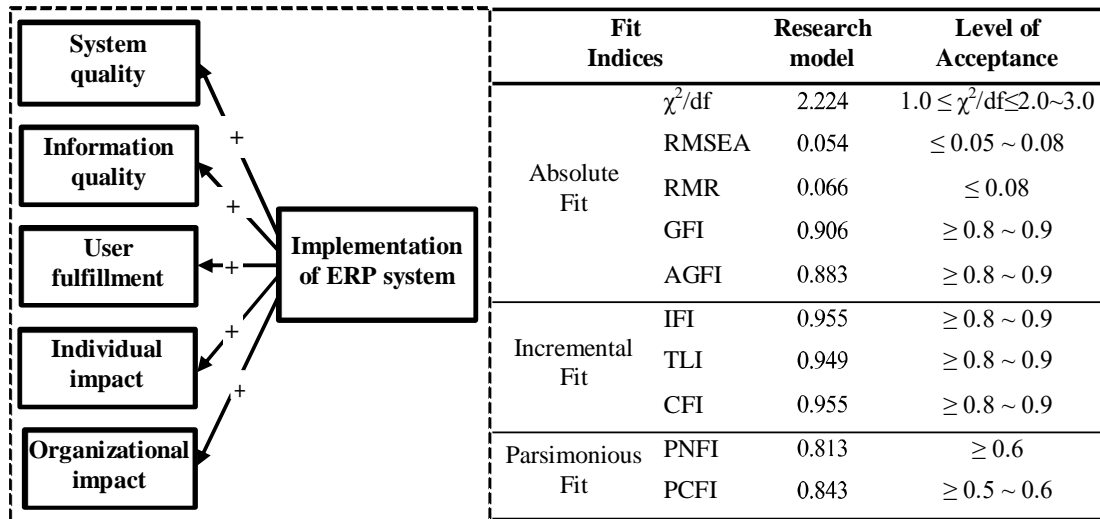 System
quality
Information
quality
User
fulfillment
Individual
impact
Organizational
impact
+
+
+
+
+
Implementation
of ERP system
Fit
Indices
Research
model
Level of
Acceptance
Absolute
Fit
χ²/df 2.224 1.0 ≤ χ²/df≤2.0~3.0
RMSEA 0.054 ≤ 0.05 ~ 0.08
RMR 0.066 ≤ 0.08
GFI 0.906 ≥ 0.8 ~ 0.9
AGFI 0.883 ≥ 0.8 ~ 0.9
Incremental
Fit
IFI 0.955 ≥ 0.8 ~ 0.9
TLI 0.949 ≥ 0.8 ~ 0.9
CFI 0.955 ≥ 0.8 ~ 0.9
Parsimonious
Fit
PNFI 0.813 ≥ 0.6
PCFI 0.843 ≥ 0.5 ~ 0.6